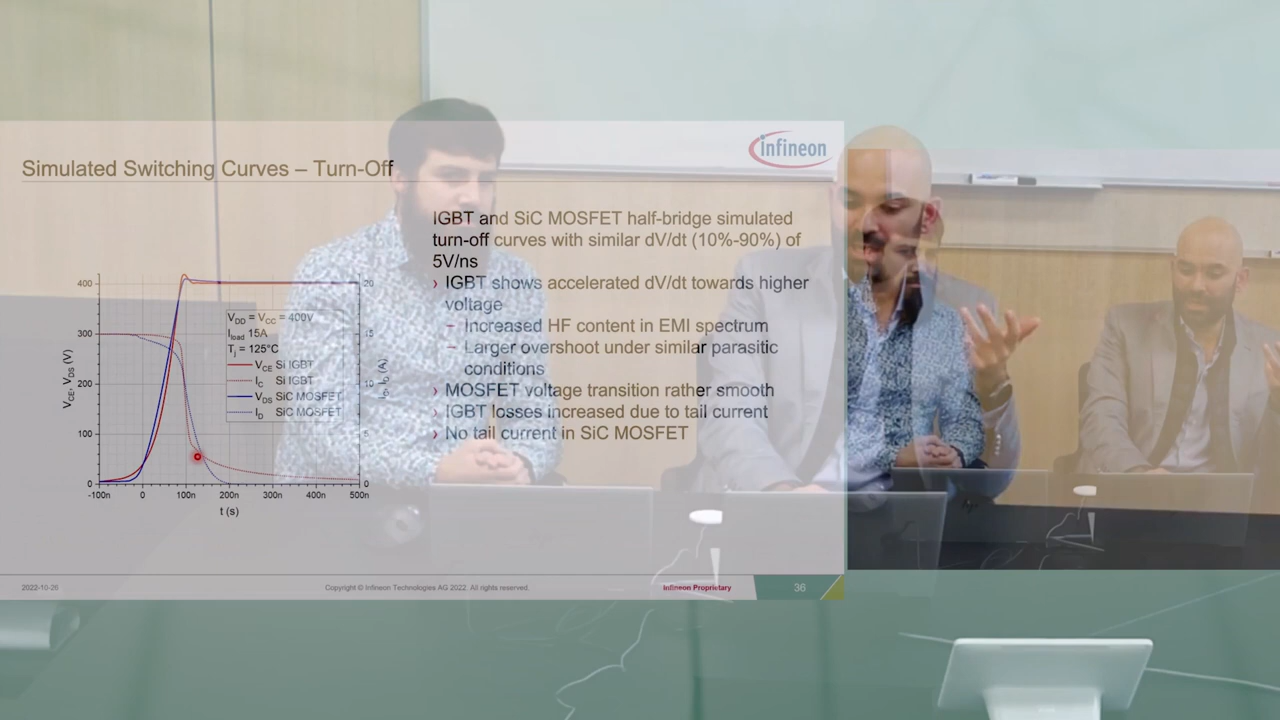 infineon
Simulated Switching Curves – Turn-Off
IGBT and SiC MOSFET half-bridge simulated
turn-off curves with similar dV/dt (10%-90%) of
5V/ns
› IGBT shows accelerated dV/dt towards higher
voltage
– Increased HF content in EMI spectrum
– Larger overshoot under similar parasitic
conditions
› MOSFET voltage transition rather smooth
› IGBT losses increased due to tail current
› No tail current in SiC MOSFET
400
300
200
100
0
VCE, VDS (V)
VDD = VCC = 400V
Iload 15A
Tj = 125°C
VCE Si IGBT
IC Si IGBT
VDS SiC MOSFET
ID SiC MOSFET
20
15
10
5
0
IC, ID (A)
-100n 0 100n 200n 300n 400n 500n
t (s)
2022-10-26 Copyright © Infineon Technologies AG 2022. All rights reserved. Infineon Proprietary 36